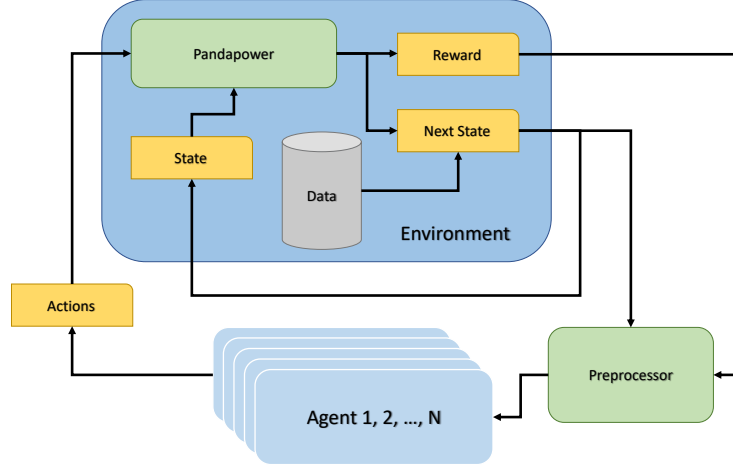 Pandapower
Reward
Next State
State
Data
Environment
Actions
Preprocessor
Agent 1, 2, ..., N